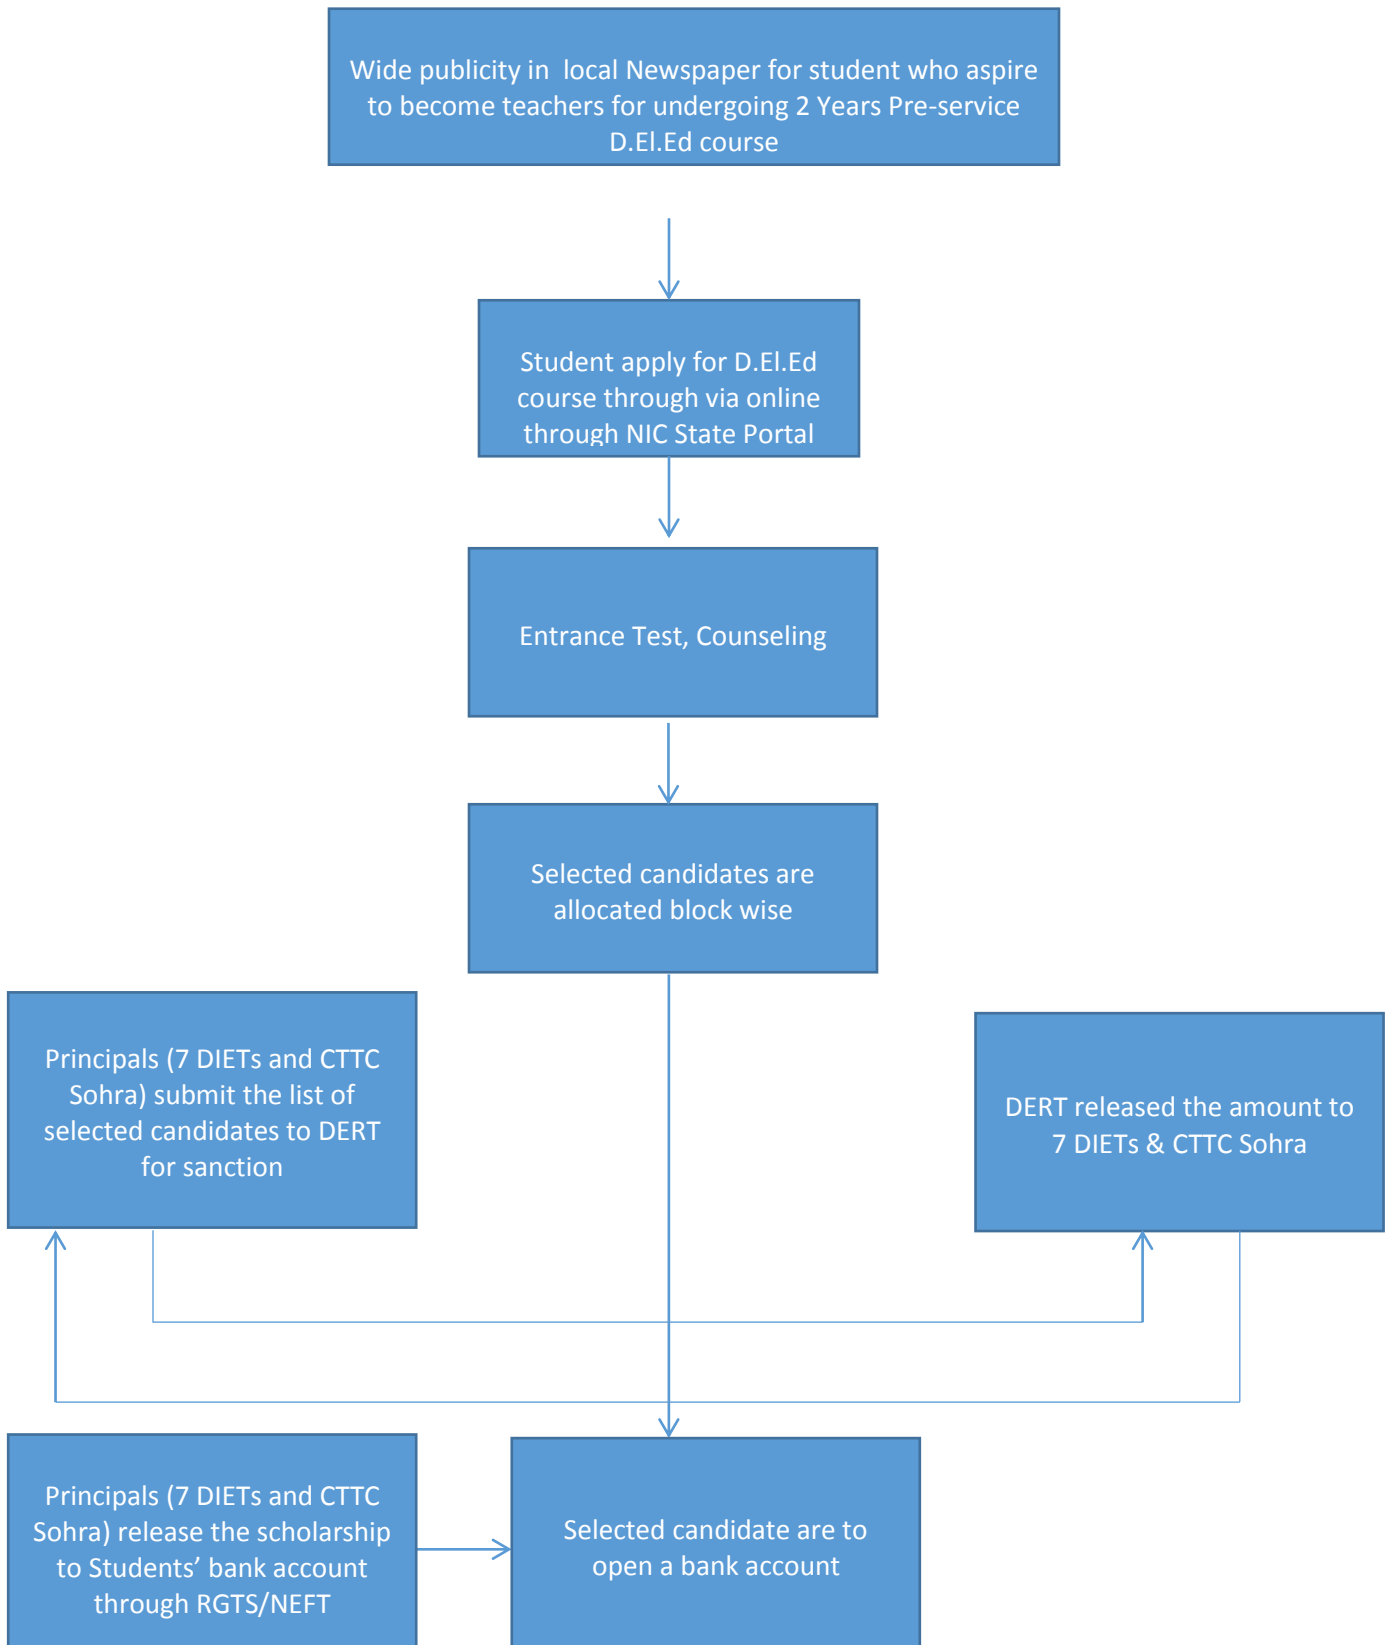 Wide publicity in  local Newspaper for student who aspire
to become teachers for undergoing 2 Years Pre-service
D.El.Ed course
Student apply for D.El.Ed
course through via online
through NIC State Portal
Entrance Test, Counseling
Selected candidates are
allocated block wise
Principals (7 DIETs and CTTC
Sohra) submit the list of
selected candidates to DERT
for sanction
DERT released the amount to
7 DIETs & CTTC Sohra
Principals (7 DIETs and CTTC
Sohra) release the scholarship
to Students’ bank account
through RGTS/NEFT
Selected candidate are to
open a bank account